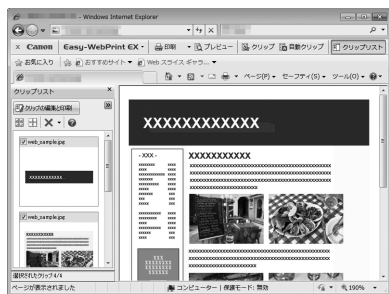 - Windows Internet Explorer
× Canon Easy-WebPrint EX 印刷 プレビュー クリップ 自動クリップ クリップリスト
お気に入り おすすめサイト Web スライス ギャラ...
ページ(P) セーフティ(S) ツール(O)
クリップリスト ×
クリップの編集と印刷
web_sample.jpg
XXXXXXXXXXXX
web_sample.jpg
選択されたクリップ 4/4
XXXXXXXXXXXX
- XXX -
XXXXXXXXXXX
ページが表示されました
コンピューター | 保護モード: 無効
190%